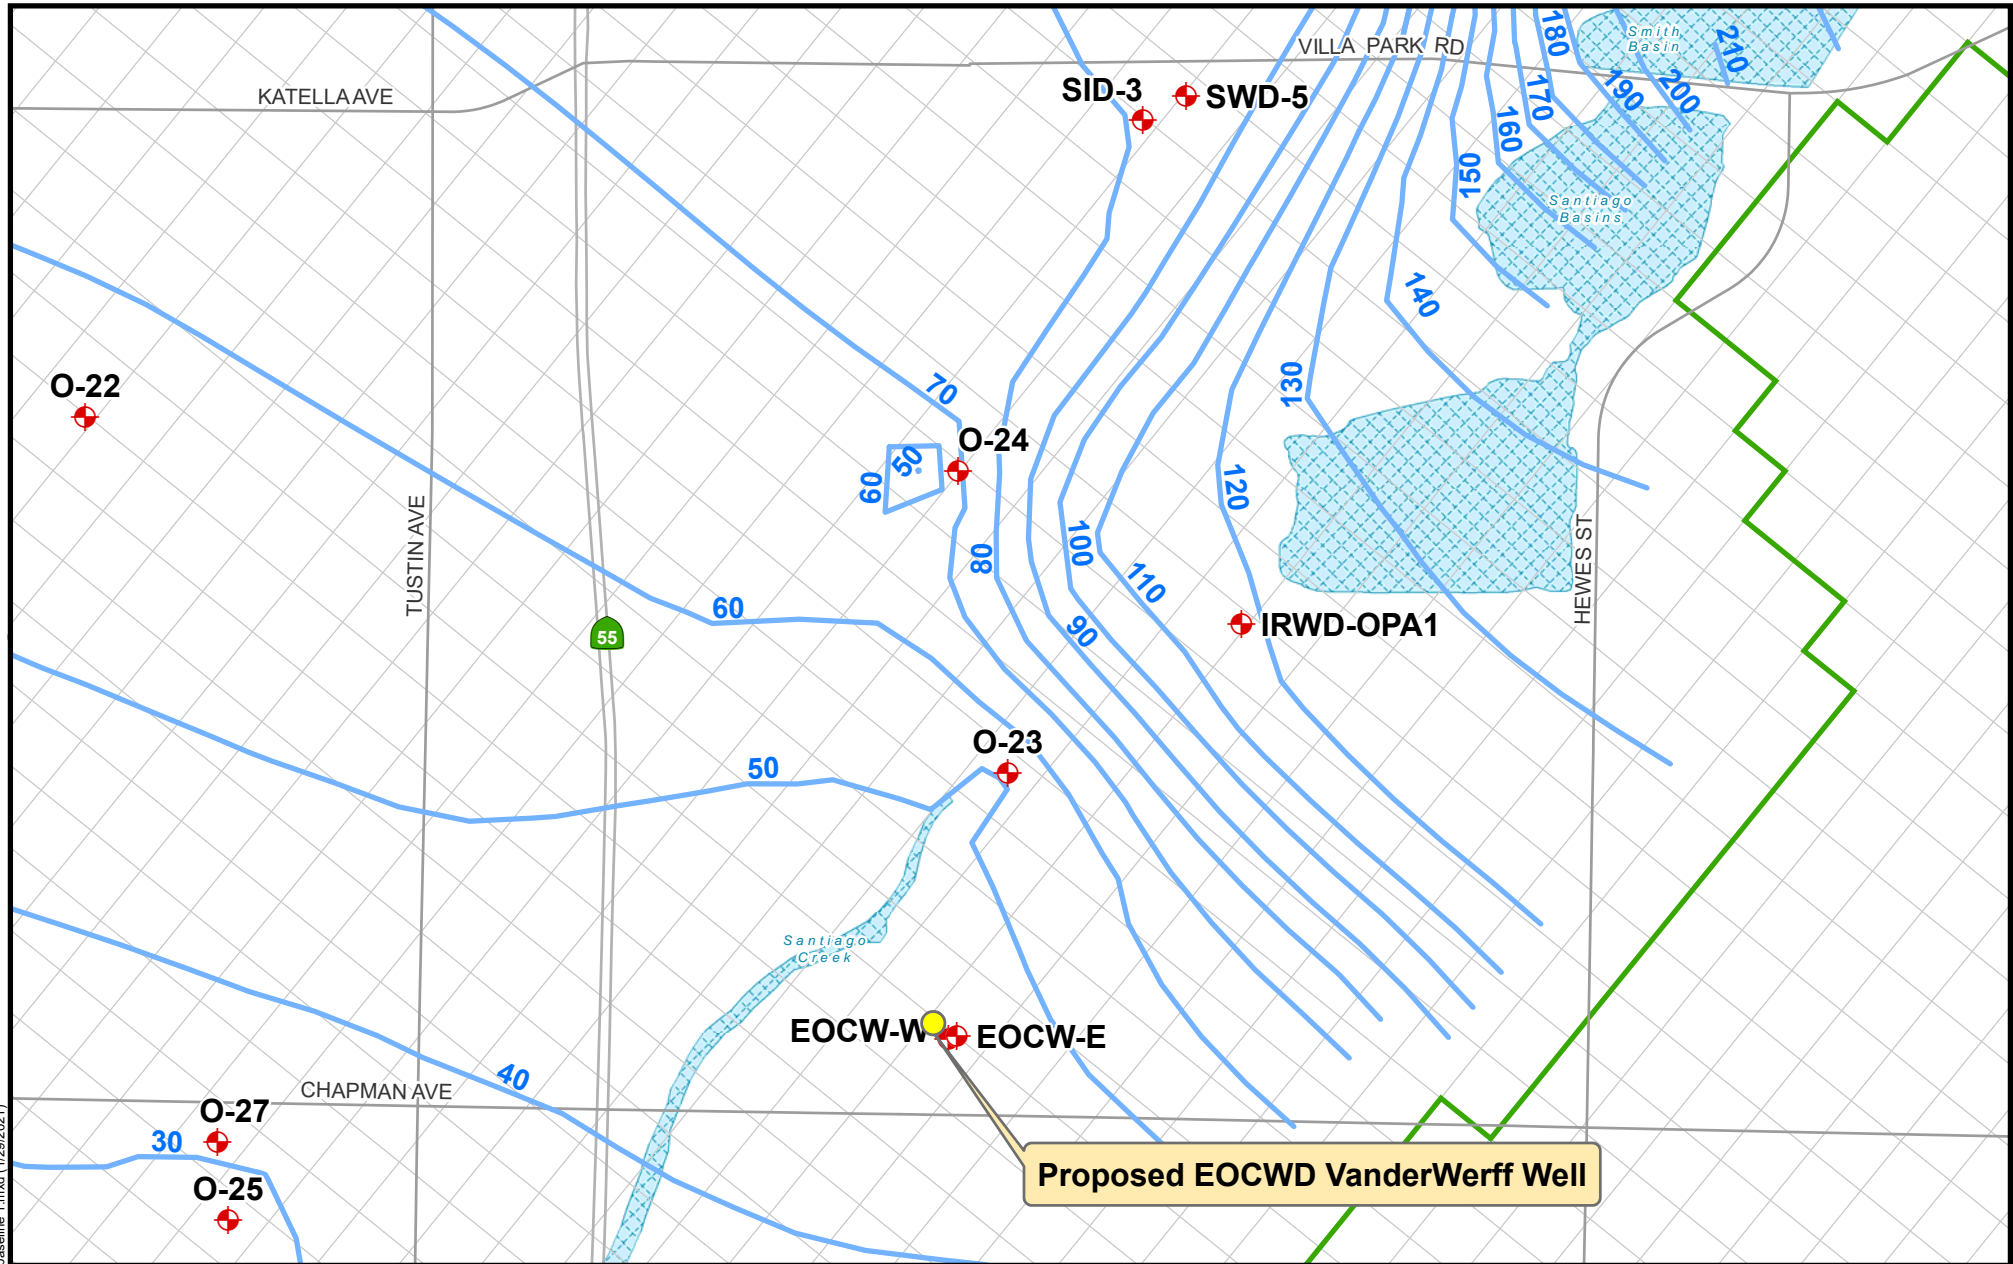 VILLA PARK RD
KATELLA AVE
SID-3
SWD-5
180
Smith
Basin
210
170
190
200
160
150
Santiago
Basins
140
O-22
70
130
O-24
50
60
120
TUSTIN AVE
80
100
110
HEWES ST
60
55
90
IRWD-OPA1
O-23
50
Santiago
Creek
EOCW-W
EOCW-E
40
CHAPMAN AVE
O-27
30
O-25
Proposed EOCWD VanderWerff Well